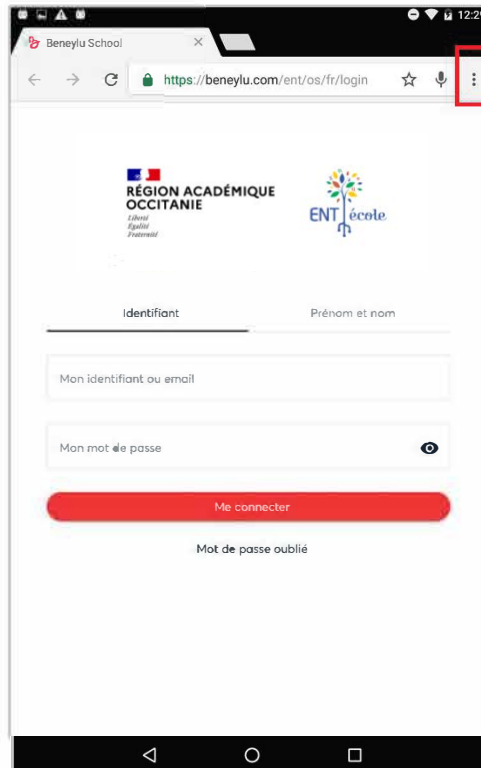 12:29
Beneylu School
https://beneylu.com/ent/os/fr/login
RÉGION ACADÉMIQUE
OCCITANIE
Liberté
Égalité
Fraternité
ENT école
Identifiant
Prénom et nom
Mon identifiant ou email
Mon mot de passe
Me connecter
Mot de passe oublié